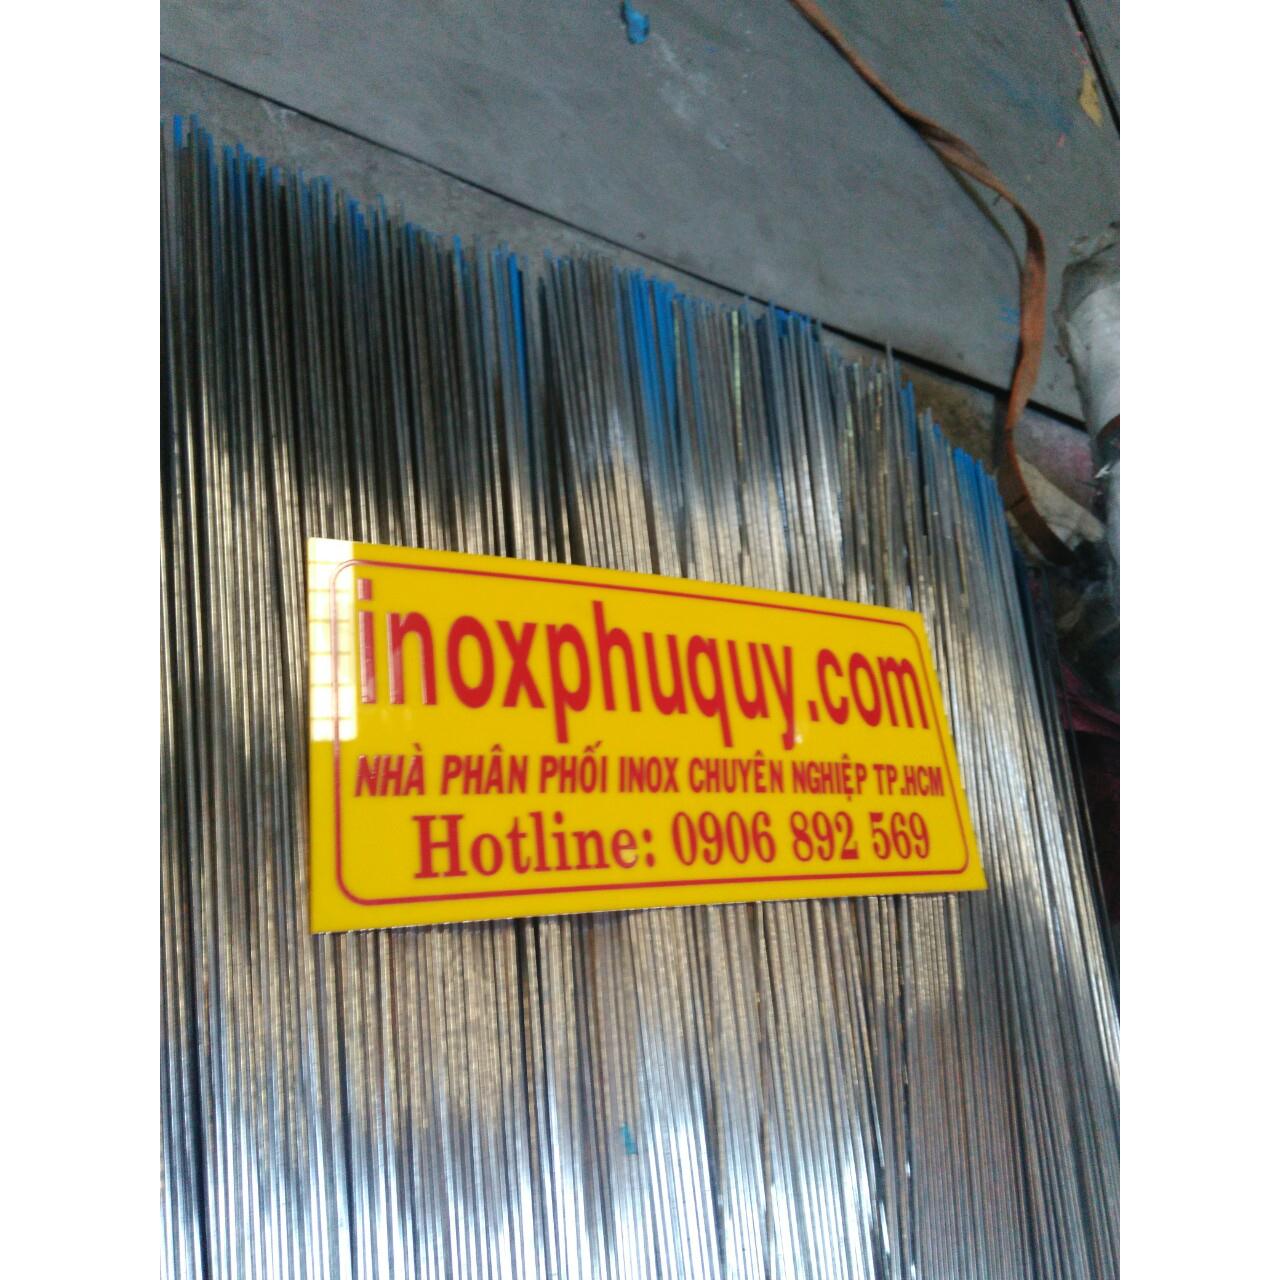 inoxphuquy.com
NHÀ PHÂN PHỐI INOX CHUYÊN NGHIỆP TP.HCM
Hotline: 0906 892 569